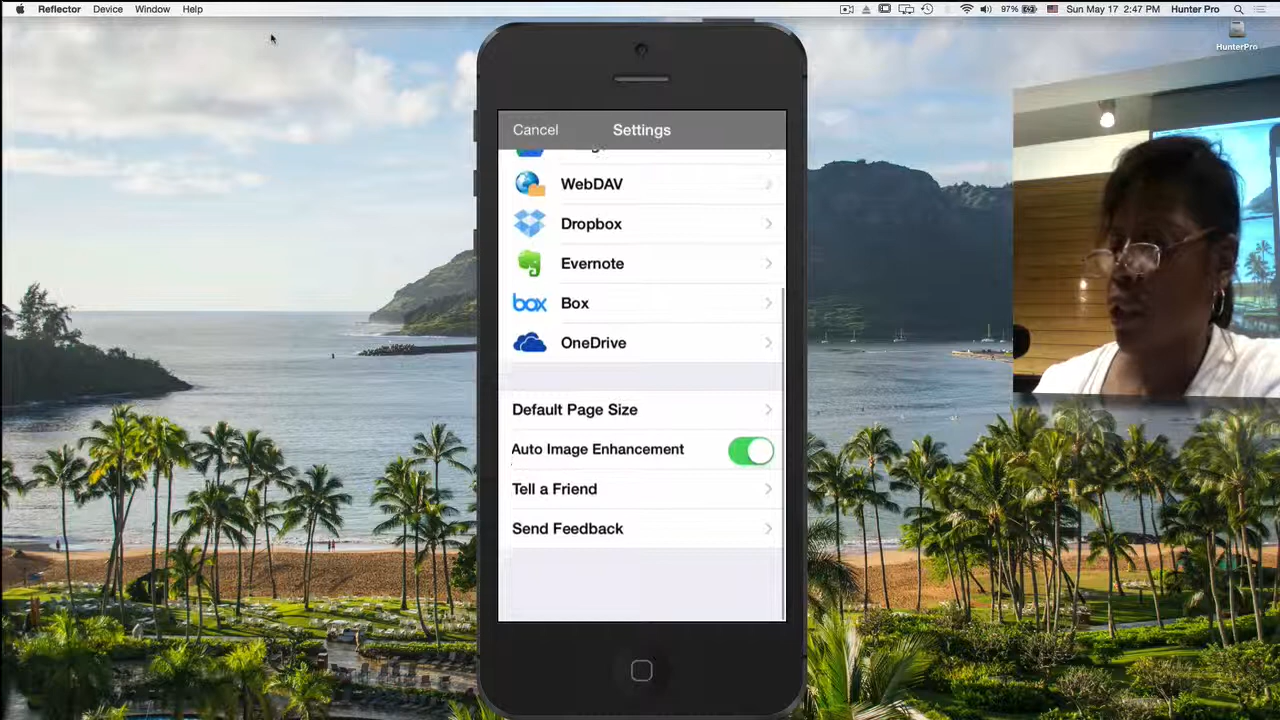 Reflector Device Window Help 97% Sun May 17 2:47 PM Hunter Pro
HunterPro
Cancel Settings
WebDAV
Dropbox
Evernote
box Box
OneDrive
Default Page Size
Auto Image Enhancement
Tell a Friend
Send Feedback